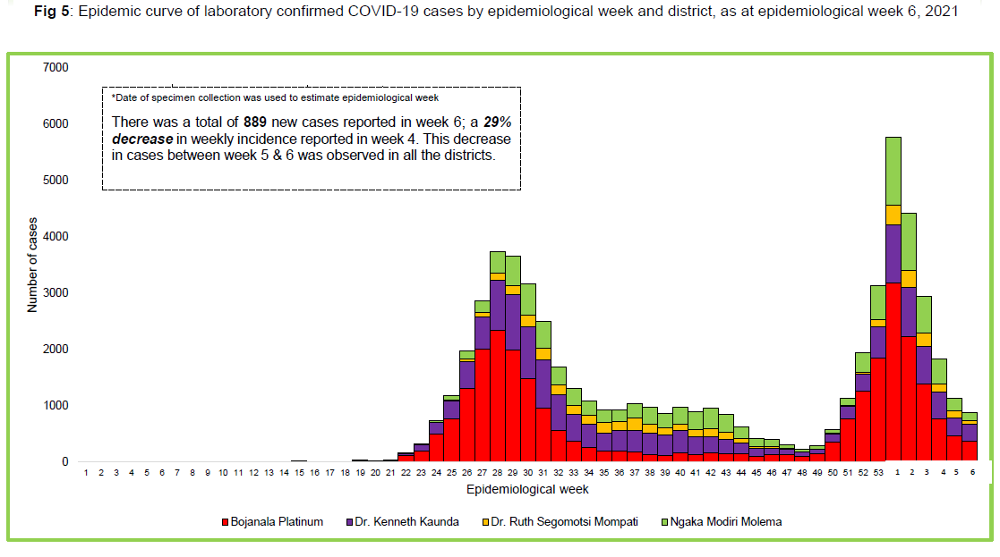 Fig 5: Epidemic curve of laboratory confirmed COVID-19 cases by epidemiological week and district, as at epidemiological week 6, 2021
7000
*Date of specimen collection was used to estimate epidemiological week
There was a total of 889 new cases reported in week 6; a 29%
decrease in weekly incidence reported in week 4. This decrease
in cases between week 5 & 6 was observed in all the districts.
6000
5000
4000
3000
2000
1000
0
Number of cases
1 2 3 4 5 6 7 8 9 10 11 12 13 14 15 16 17 18 19 20 21 22 23 24 25 26 27 28 29 30 31 32 33 34 35 36 37 38 39 40 41 42 43 44 45 46 47 48 49 50 51 52 53 1 2 3 4 5 6
Epidemiological week
Bojanala Platinum Dr. Kenneth Kaunda Dr. Ruth Segomotsi Mompati Ngaka Modiri Molema